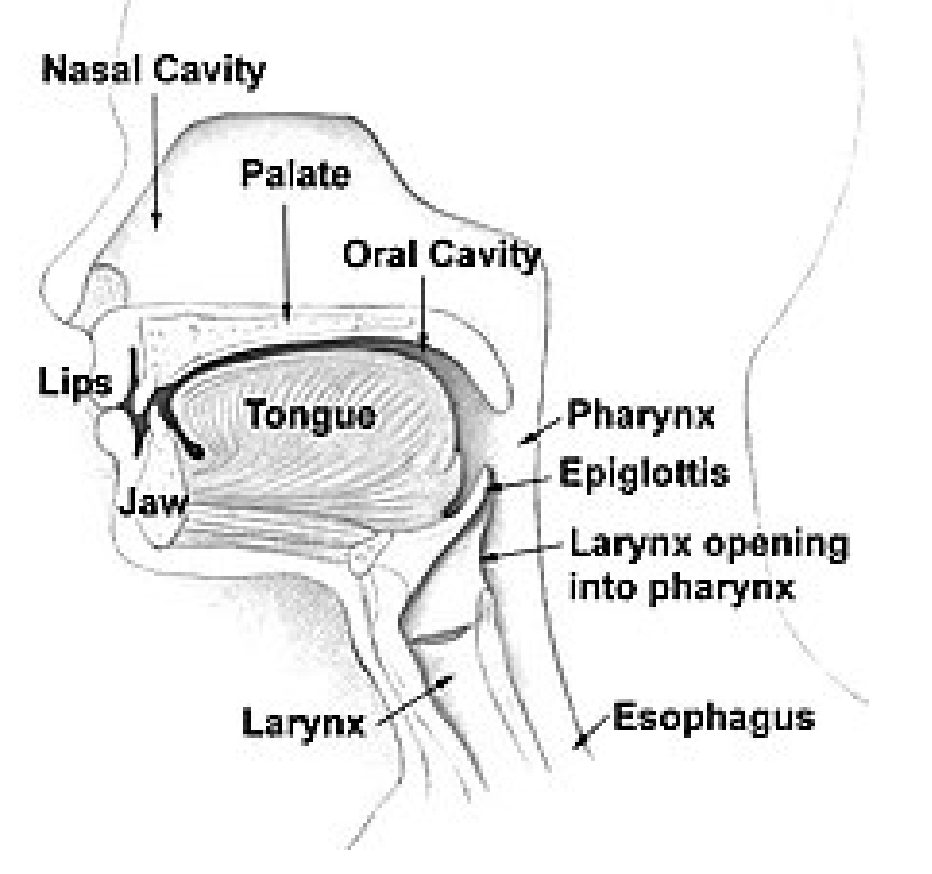 Nasal Cavity
Palate
Oral Cavity
Lips
Tongue
Pharynx
Epiglottis
Jaw
Larynx opening
into pharynx
Larynx
Esophagus